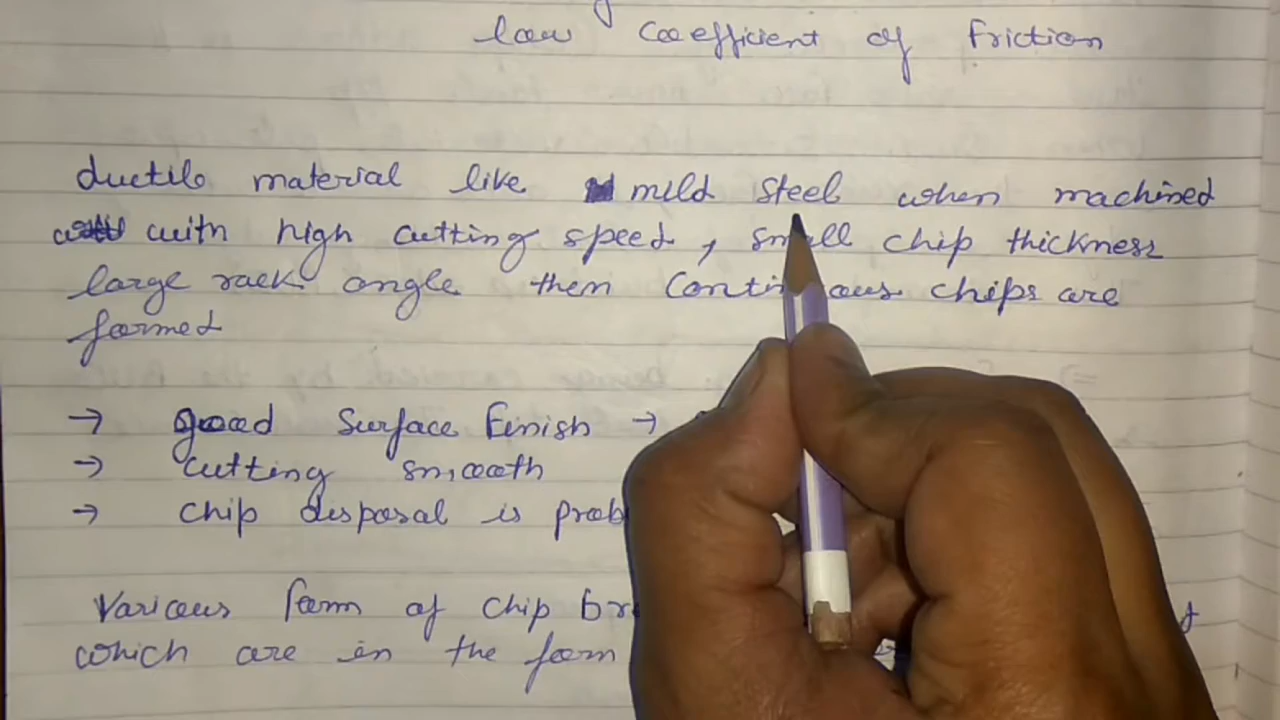 low coefficient of friction
ductile material like mild steel when machined
with high cutting speed, small chip thickness
large rack angle then continuous chips are
formed
→ good surface finish →
→ cutting smooth
→ chip disposal is prob
Various form of chip br
which are in the form